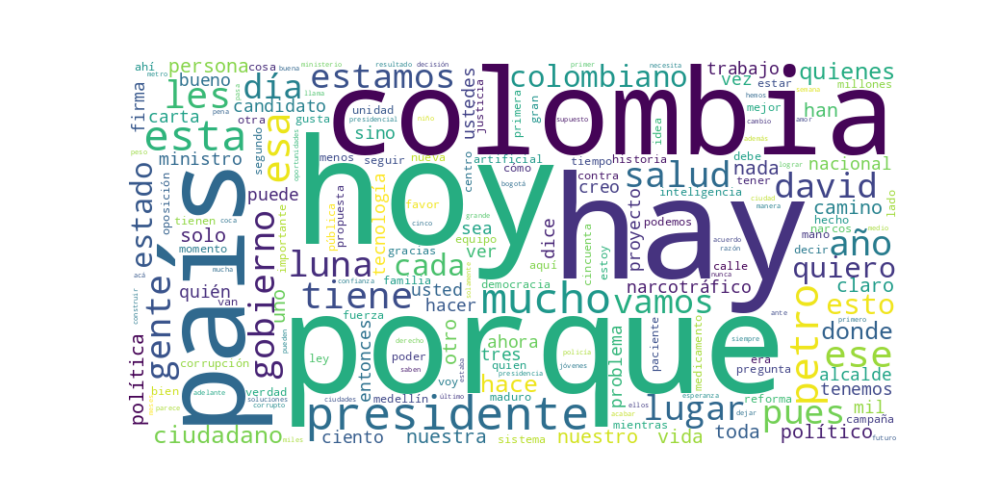 ahí
persona
cosa
buena
ministerio
resultado
decisión
primer
necesita
metro
bueno
estamos
colombiano
trabajo
quienes
les
día
llama
colombia
vez
estar
millones
firma
carta
otra
candidato
unidad
presidencial
gusta
pena
niño
ustedes
justicia
primera
gran
supuesto
idea
hemos
cambio
mejor
amor
han
semana
esta
esa
sino
hoy
además
debe
lograr
nacional
ministro
segundo
oportunidades
menos
seguir
nueva
centro
artificial
cómo
tiempo
contra
historia
nada
tener
peso
oposición
puede
salud
creo
inteligencia
david
país
hay
estado
gente
gobierno
importante
propuesta
pública
tecnología
favor
cinco
sea
grande
equipo
dice
cincuenta
proyecto
podemos
narcos
ciudad
manera
camino
hecho
lado
medio
tienen
coca
solo
momento
mucha
gracias
ver
aquí
estoy
acuerdo
razón
nunca
mano
decir
año
acá
van
quién
luna
cada
familia
confianza
solamente
democracia
calle
claro
quiero
construir
uno
tiene
usted
hacer
mucho
vamos
narcotráfico
petro
esto
pueden
fuerza
porque
ante
primero
donde
política
corrupción
ley
derecho
entonces
poder
saben
otro
ahora
tres
quien
siempre
policía
jóvenes
problema
paciente
medicamento
era
pregunta
ese
alcalde
bien
verdad
voy
estaba
hace
presidencia
maduro
esperanza
reforma
tenemos
adelante
parece
soluciones
corrupto
ciudades
medellín
último
ellos
acabar
dejar
presidente
lugar
pues
mil
campaña
ciudadano
miles
ciento
nuestra
sistema
nuestro
mientras
vida
toda
político
futuro
bogotá